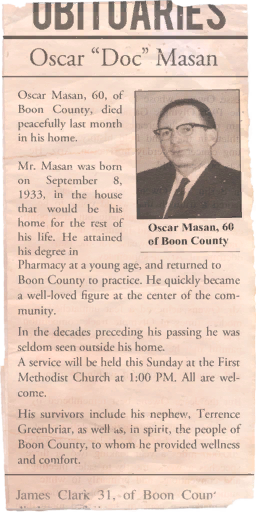 OBITUARIES
Oscar “Doc” Masan
Oscar Masan, 60, of
Boon County, died
peacefully last month
in his home.
Mr. Masan was born
on September 8,
1933, in the house
that would be his
home for the rest of
his life. He attained
his degree in
Pharmacy at a young age, and returned to
Boon County to practice. He quickly became
a well-loved figure at the center of the com-
munity.
In the decades preceding his passing he was
seldom seen outside his home.
A service will be held this Sunday at the First
Methodist Church at 1:00 PM. All are wel-
come.
His survivors include his nephew, Terrence
Greenbriar, as well as, in spirit, the people of
Boon County, to whom he provided wellness
and comfort.
Oscar Masan, 60
of Boon County
James Clark 31, of Boon Coun